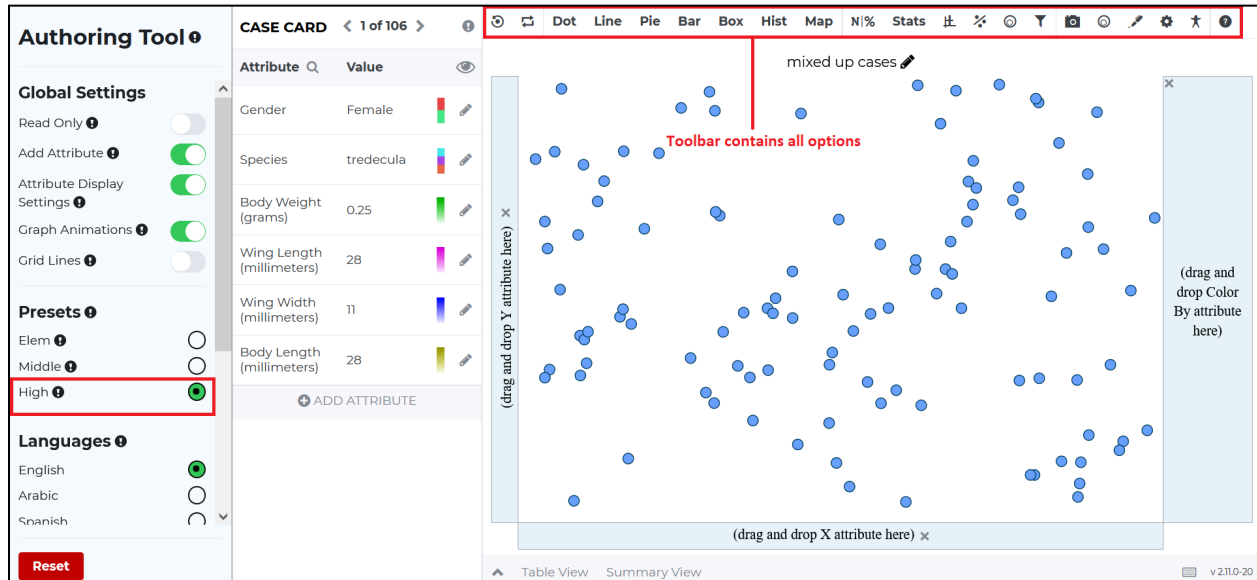 Authoring Tool
Global Settings
Read Only
Add Attribute
Attribute Display
Settings
Graph Animations
Grid Lines
Presets
Elem
Middle
High
Languages
English
Arabic
Spanish
Reset
CASE CARD < 1 of 106 >
Attribute Value
Gender Female
Species tredecula
Body Weight
(grams) 0.25
Wing Length
(millimeters) 28
Wing Width
(millimeters) 11
Body Length
(millimeters) 28
ADD ATTRIBUTE
Dot Line Pie Bar Box Hist Map N|% Stats
mixed up cases
Toolbar contains all options
(drag and drop Y attribute here)
(drag and
drop Color
By attribute
here)
(drag and drop X attribute here)
Table View Summary View
v 2.11.0-20